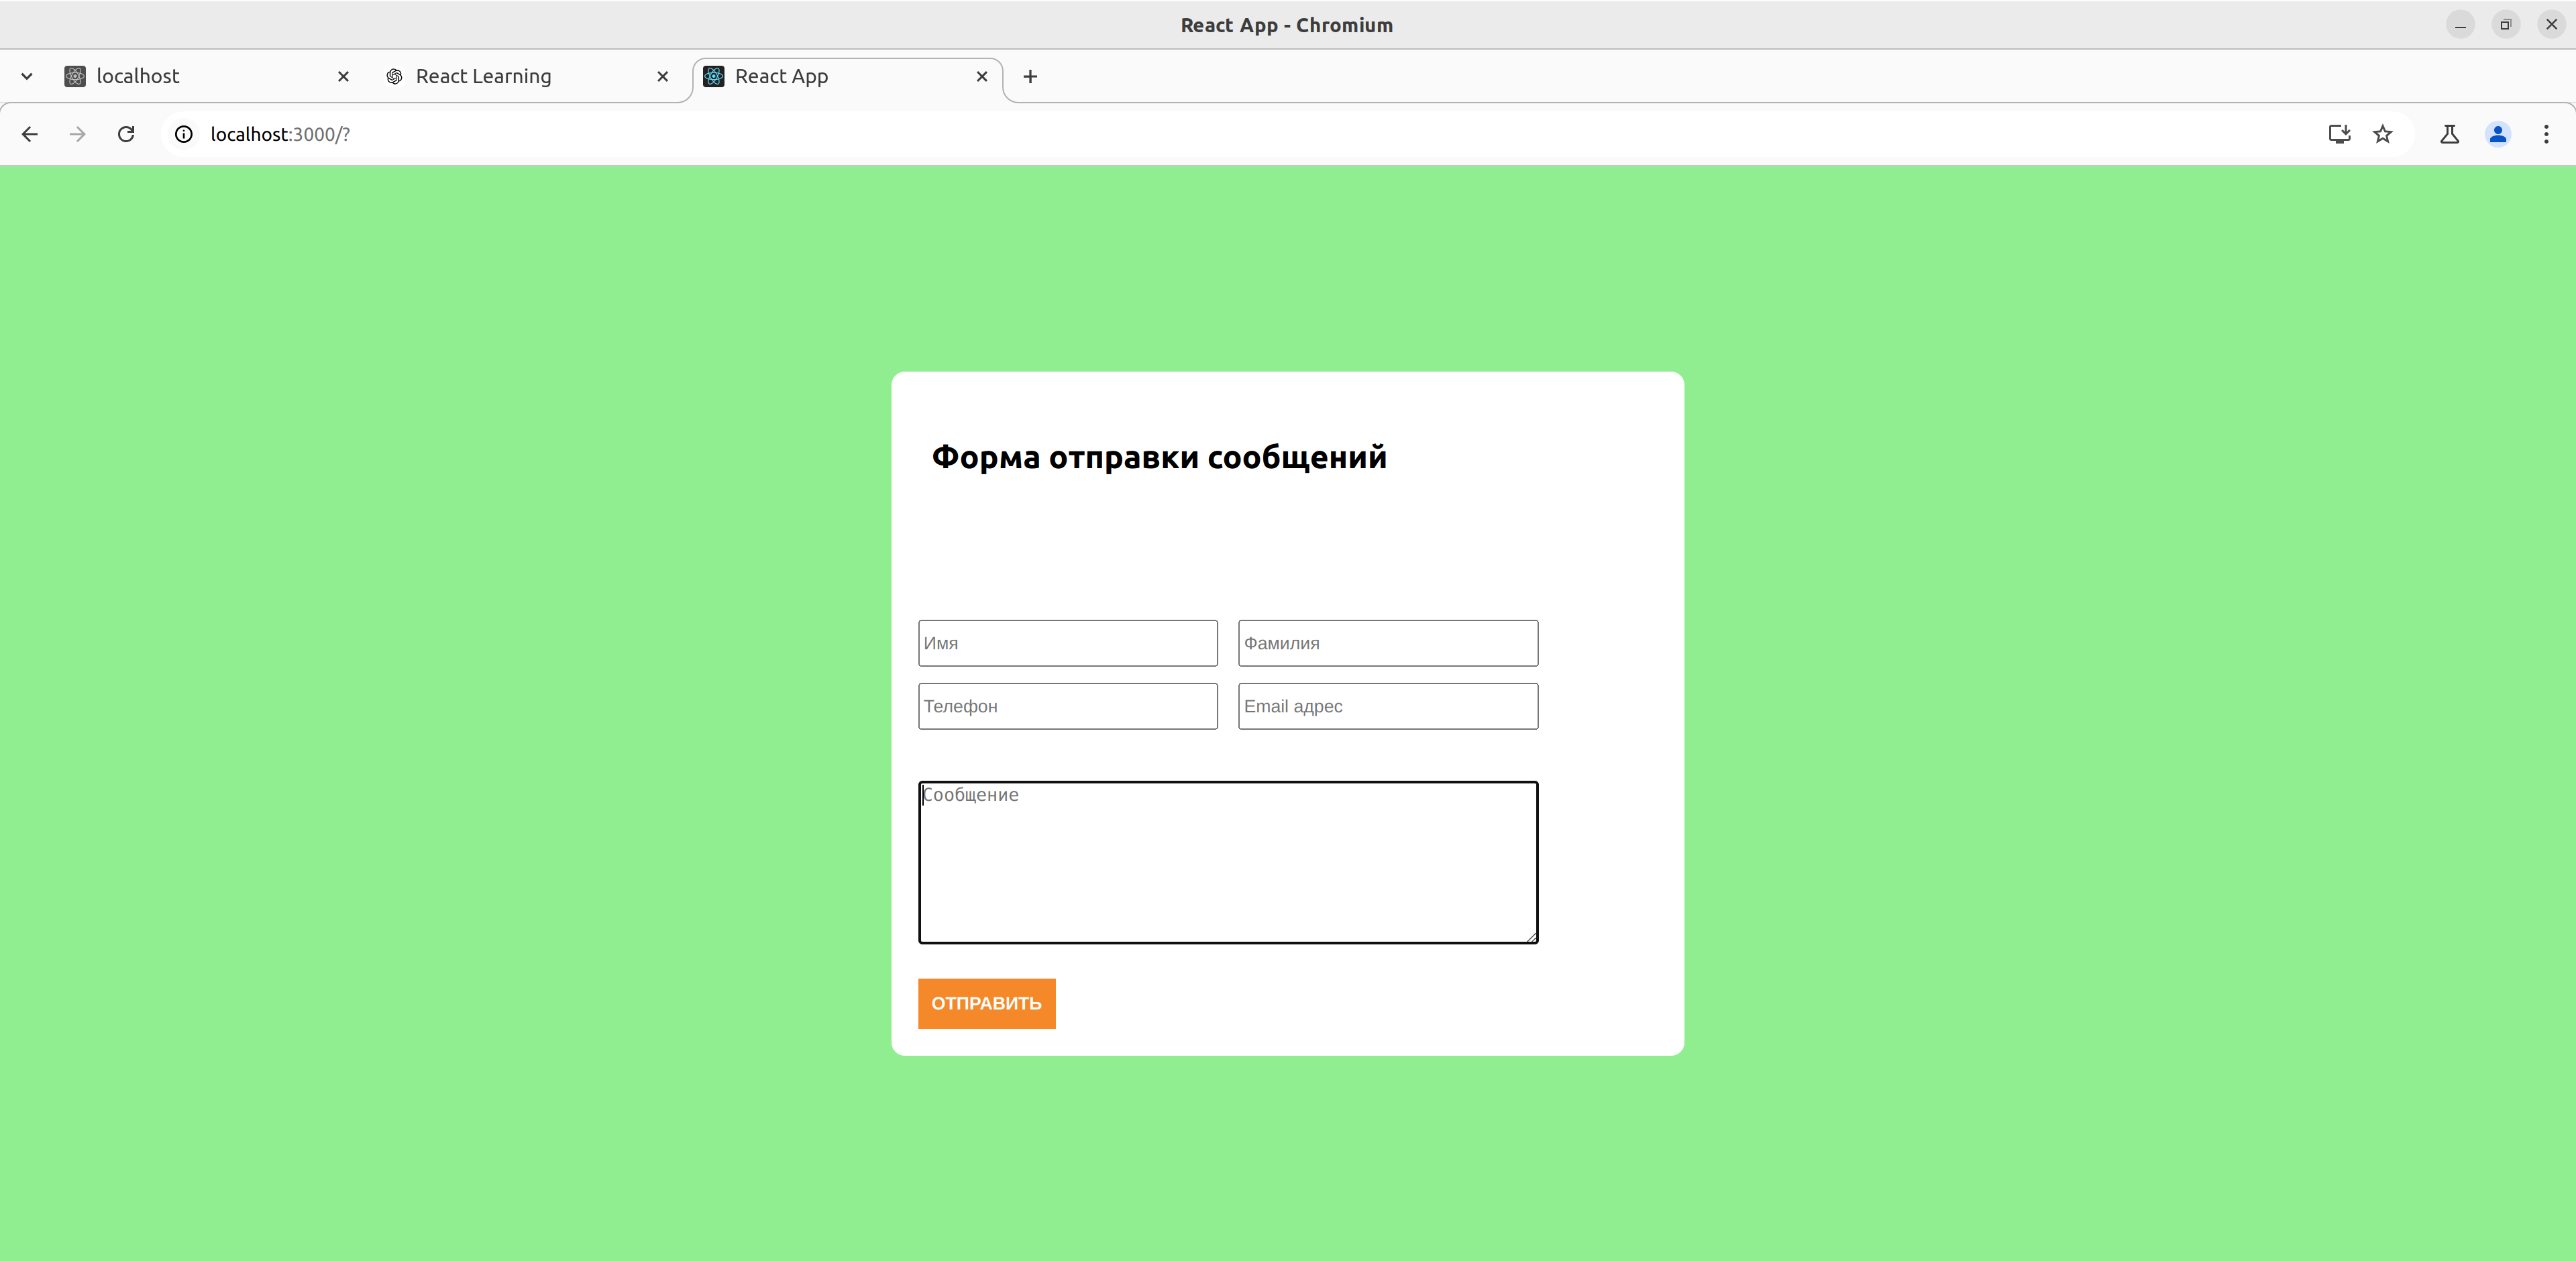 React App - Chromium
localhost
React Learning
React App
localhost:3000/?
Форма отправки сообщений
Имя
Фамилия
Телефон
Email адрес
Сообщение
ОТПРАВИТЬ